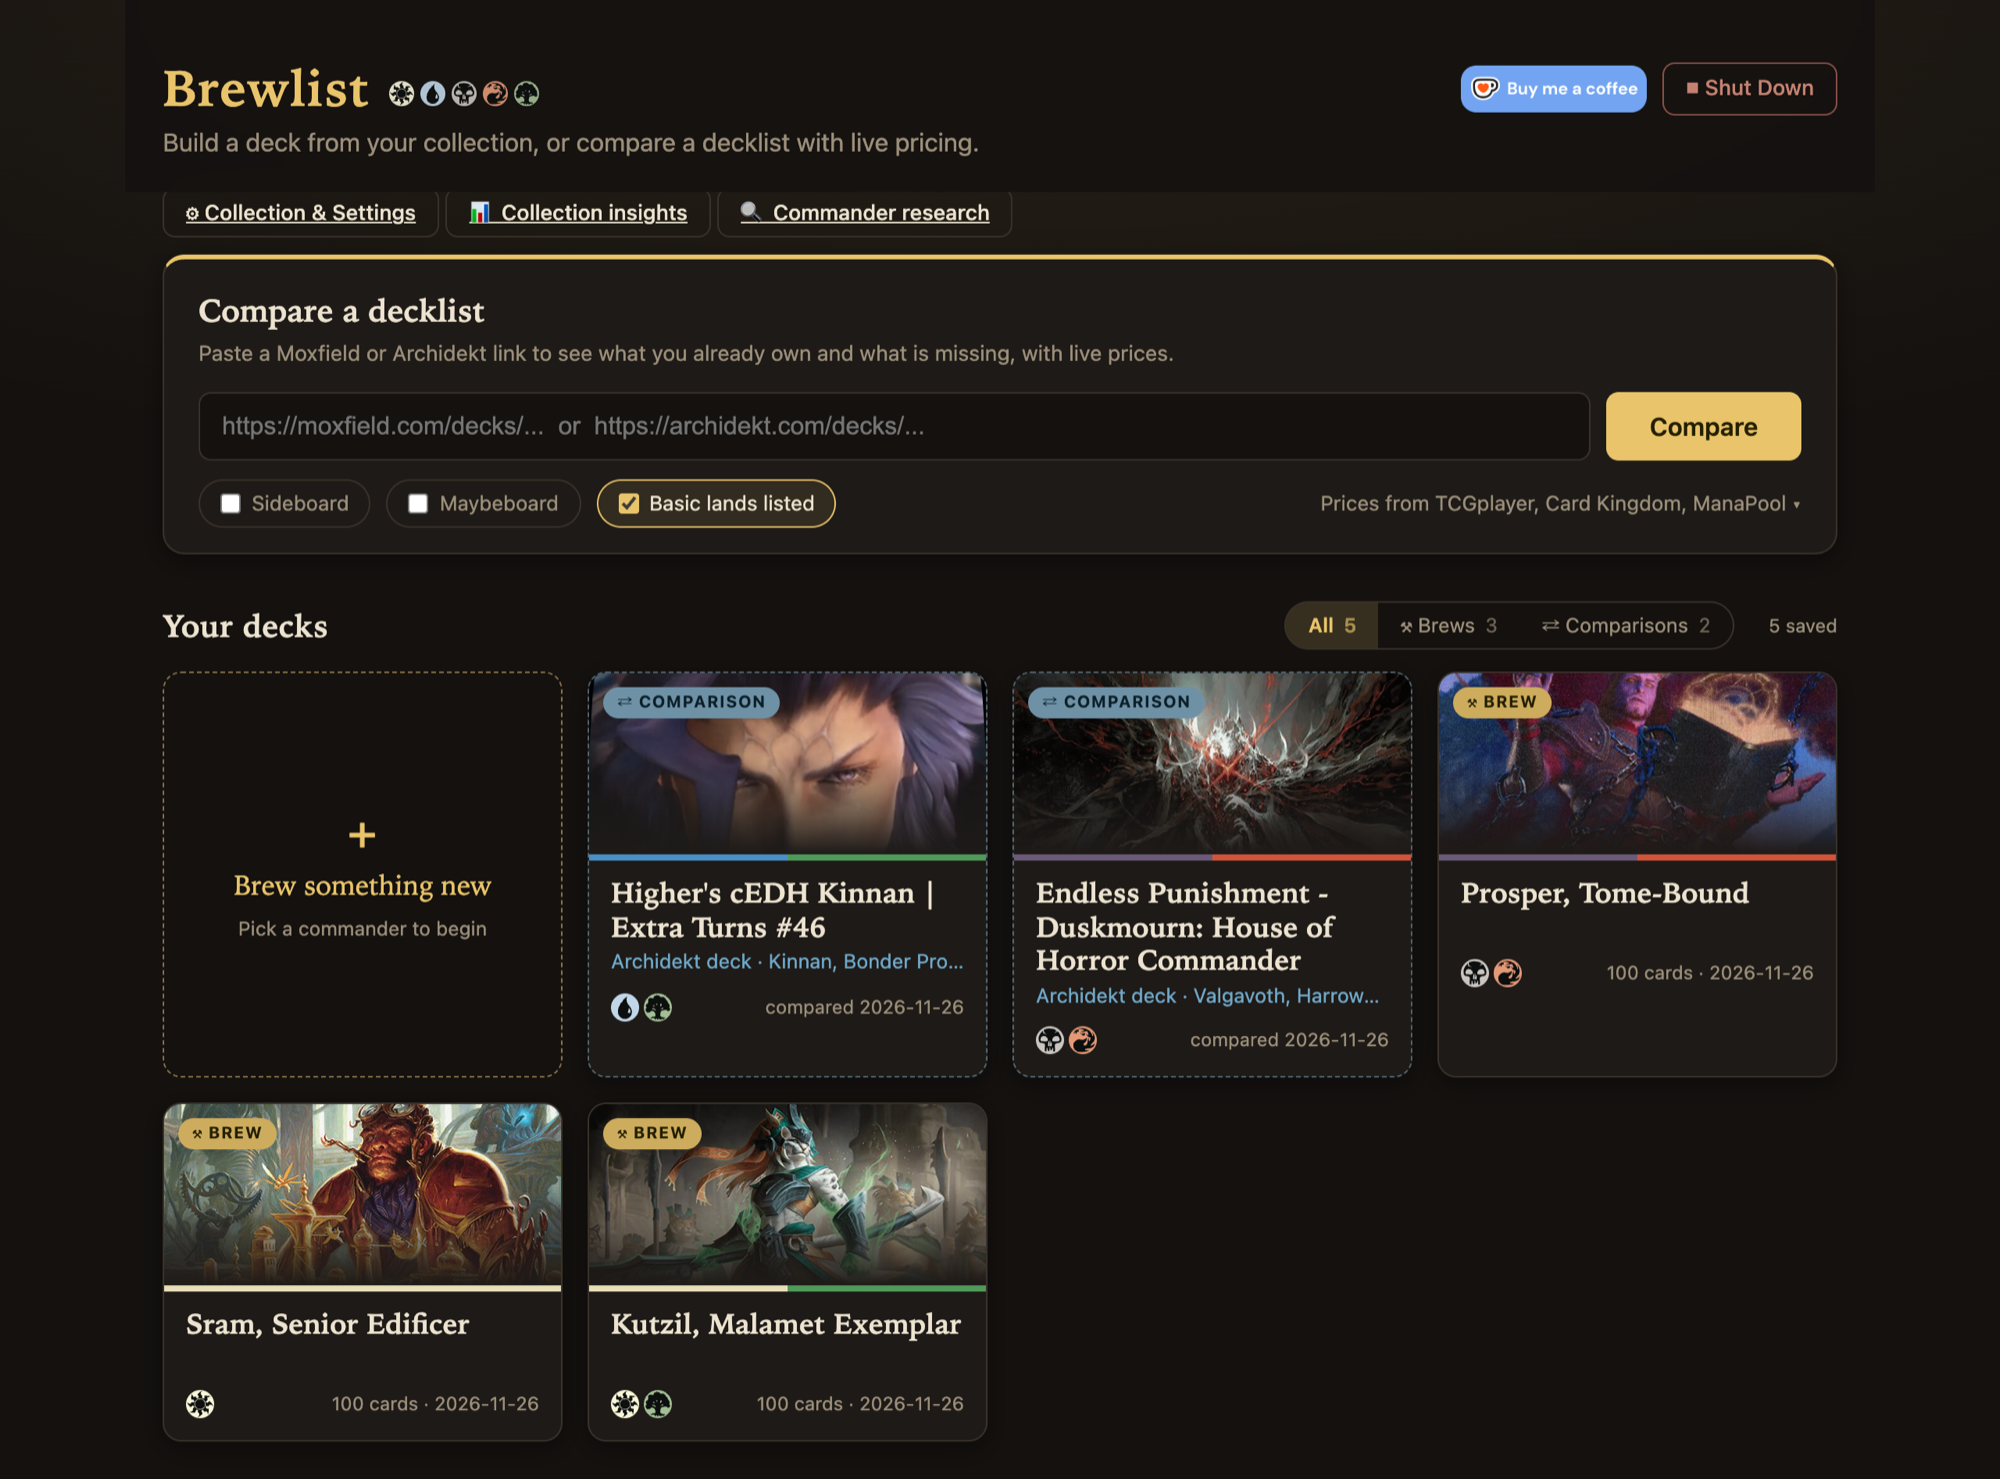 Brewlist
Buy me a coffee
Shut Down
Build a deck from your collection, or compare a decklist with live pricing.
Collection & Settings
Collection insights
Commander research
Compare a decklist
Paste a Moxfield or Archidekt link to see what you already own and what is missing, with live prices.
https://moxfield.com/decks/... or https://archidekt.com/decks/...
Compare
Sideboard
Maybeboard
Basic lands listed
Prices from TCGplayer, Card Kingdom, ManaPool
Your decks
All 5
Brews 3
Comparisons 2
5 saved
+
Brew something new
Pick a commander to begin
COMPARISON
Higher's cEDH Kinnan |
Extra Turns #46
Archidekt deck · Kinnan, Bonder Pro...
compared 2026-11-26
COMPARISON
Endless Punishment -
Duskmourn: House of
Horror Commander
Archidekt deck · Valgavoth, Harrow...
compared 2026-11-26
BREW
Prosper, Tome-Bound
100 cards · 2026-11-26
BREW
Sram, Senior Edificer
100 cards · 2026-11-26
BREW
Kutzil, Malamet Exemplar
100 cards · 2026-11-26